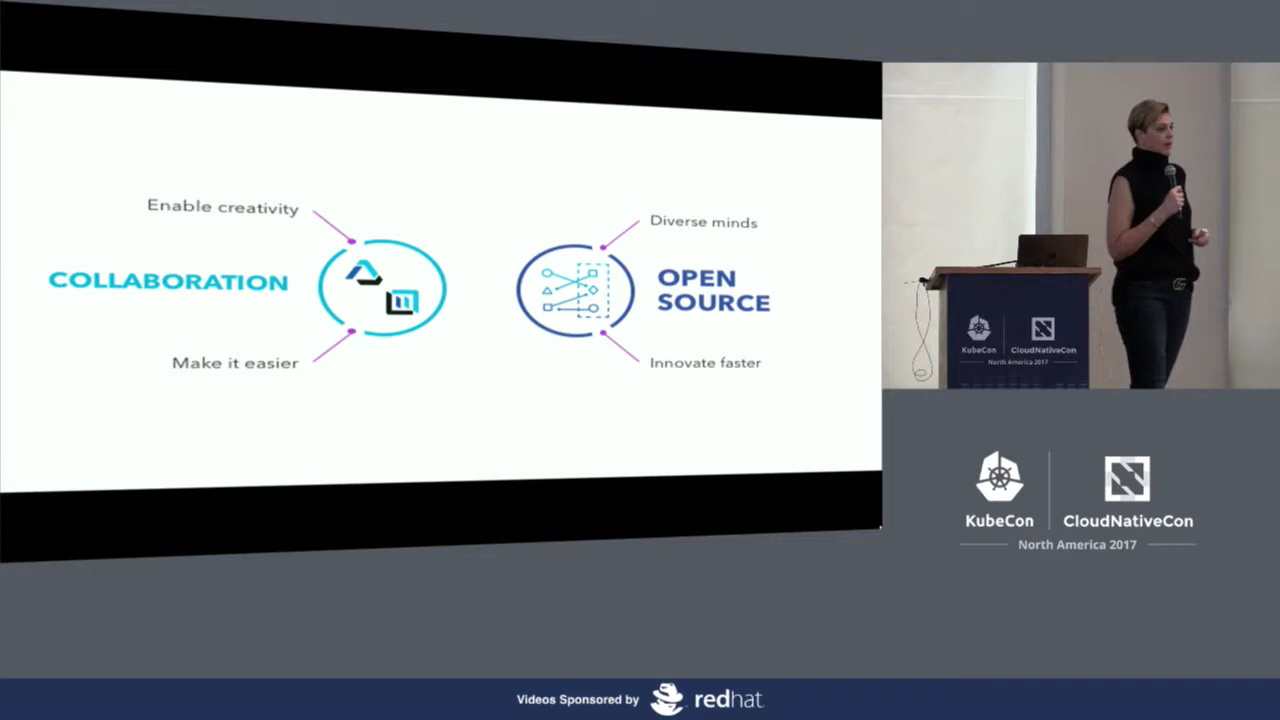 Enable creativity
COLLABORATION
Make it easier
Diverse minds
OPEN
SOURCE
Innovate faster
KubeCon
CloudNativeCon
North America 2017
KubeCon
CloudNativeCon
North America 2017
Videos Sponsored by
redhat